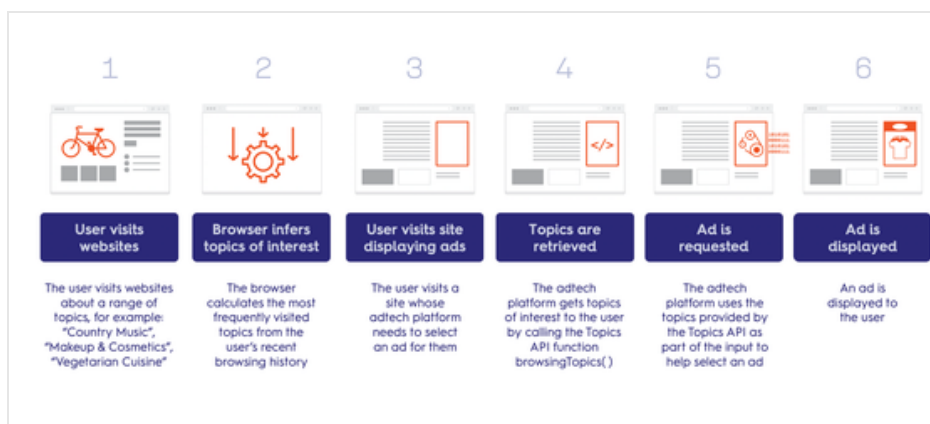 1
2
3
4
5
6
</>
User visits
websites
Browser infers
topics of interest
User visits site
displaying ads
Topics are
retrieved
Ad is
requested
Ad is
displayed
The user visits websites
about a range of
topics, for example:
"Country Music",
"Makeup & Cosmetics",
"Vegetarian Cuisine"
The browser
calculates the most
frequently visited
topics from the
user's recent
browsing history
The user visits a
site whose
adtech platform
needs to select
an ad for them
The adtech
platform gets topics
of interest to the user
by calling the Topics
API function
browsingTopics()
The adtech
platform uses the
topics provided by
the Topics API as
part of the input to
help select an ad
An ad is
displayed to
the user